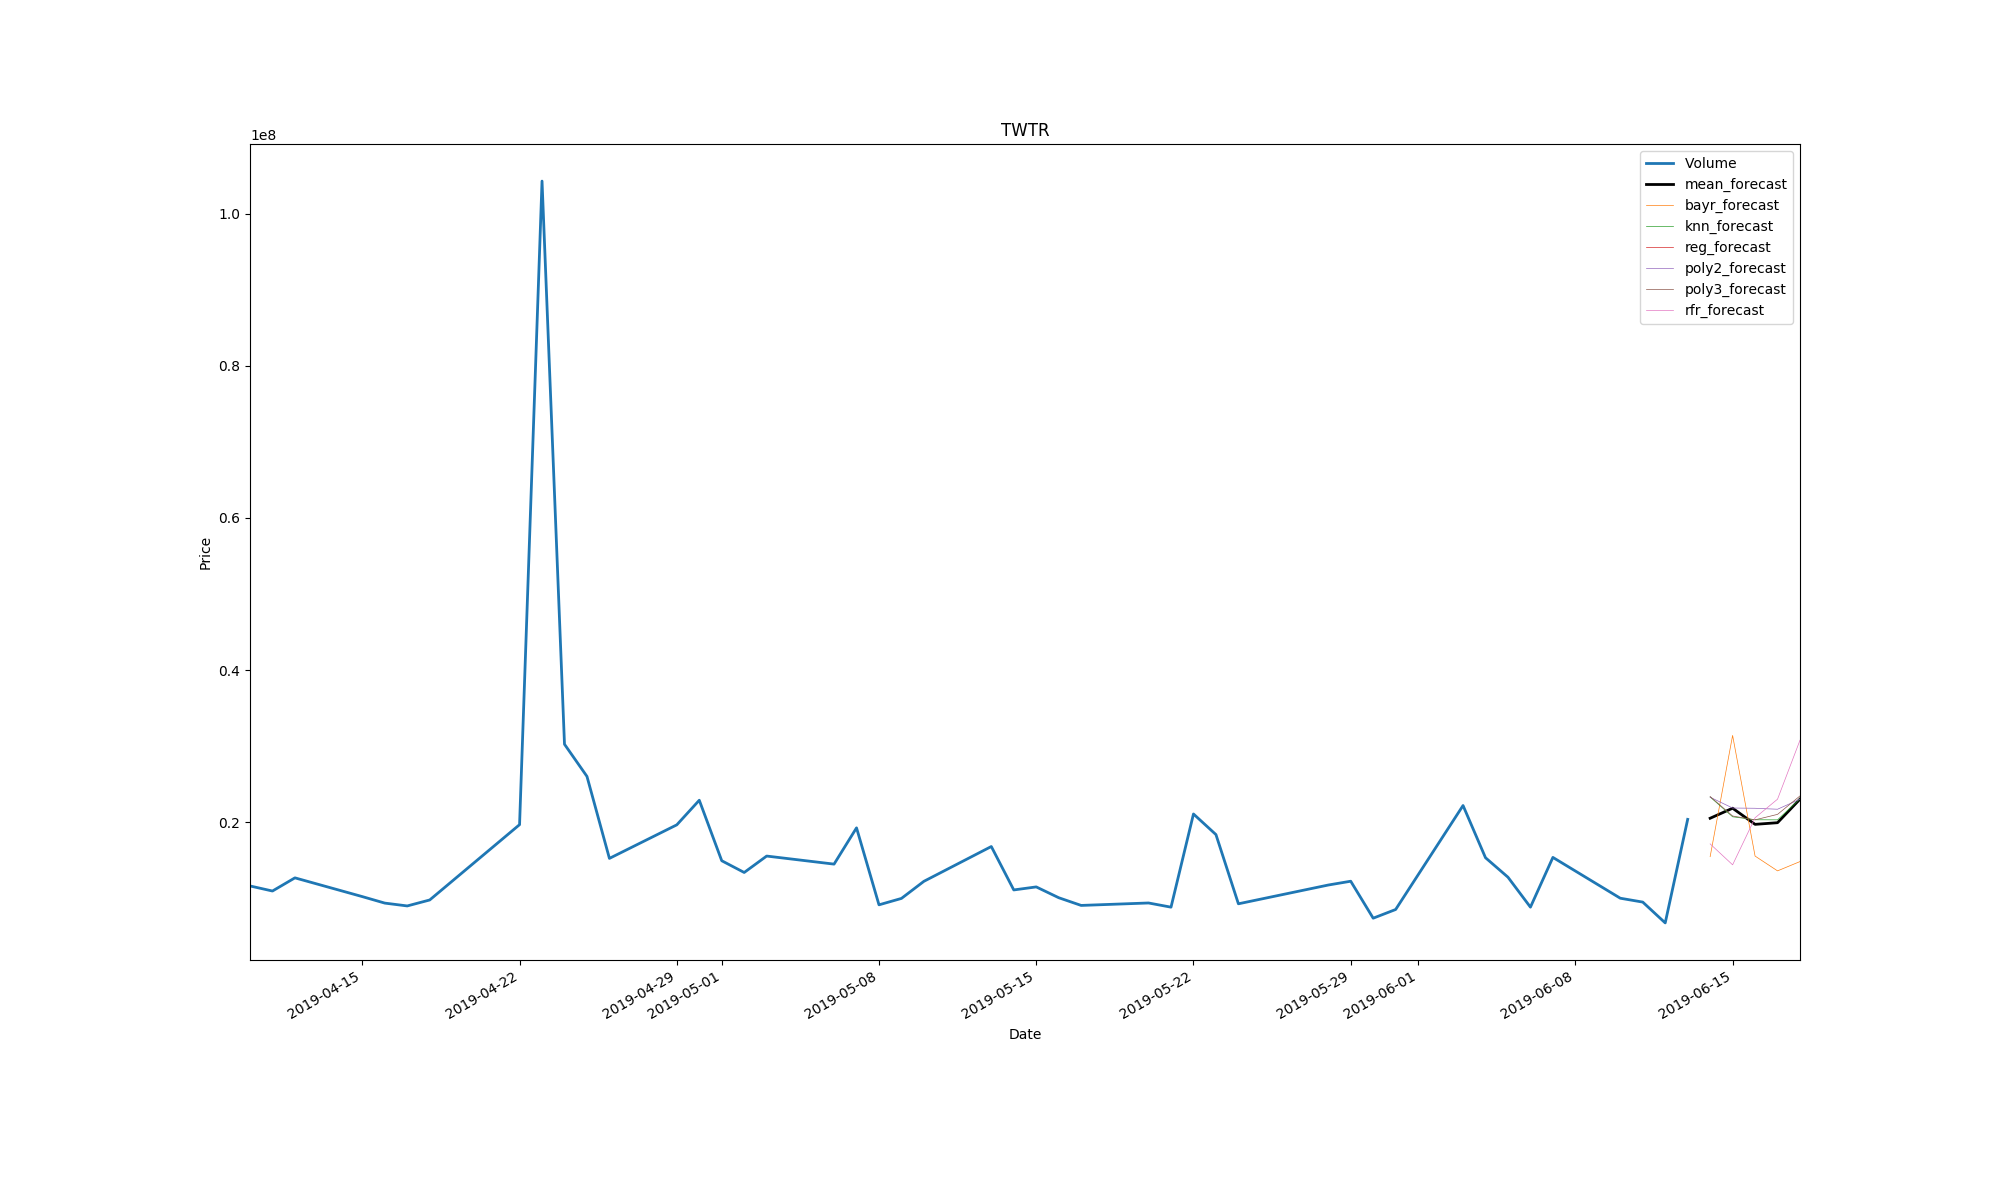 TWTR
1e8
1.0
0.8
0.6
0.4
0.2
Price
Volume
mean_forecast
bayr_forecast
knn_forecast
reg_forecast
poly2_forecast
poly3_forecast
rfr_forecast
2019-04-15
2019-04-22
2019-04-29
2019-05-01
2019-05-08
2019-05-15
2019-05-22
2019-05-29
2019-06-01
2019-06-08
2019-06-15
Date